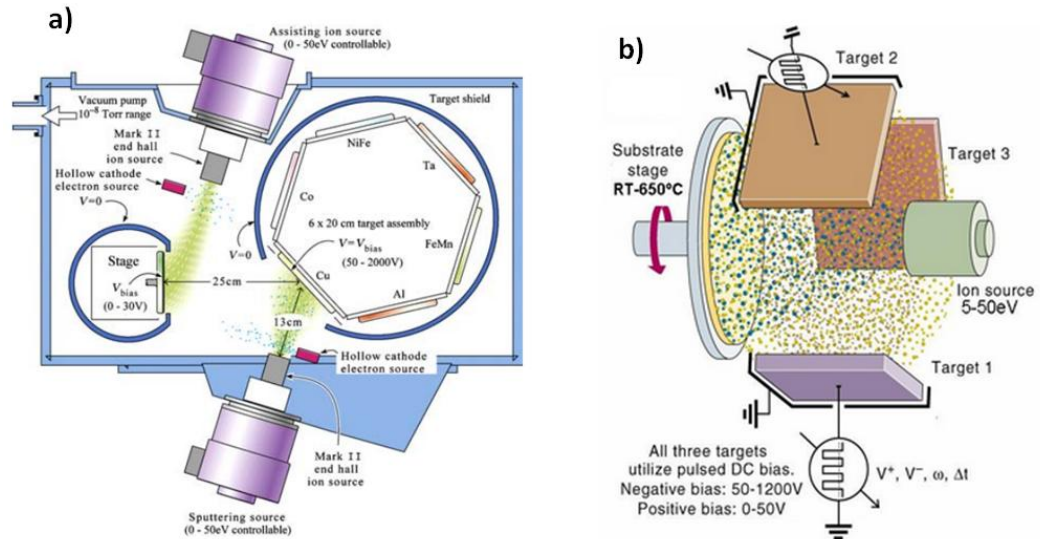 a)
Assisting ion source
(0 - 50eV controllable)
Vacuum pump
10⁻⁸ Torr range
Mark II
end hall
ion source
Hollow cathode
electron source
V=0
Target shield
NiFe
Ta
Co
6 x 20 cm target assembly
V=V_bias
(50 - 2000V)
FeMn
V=0
Cu
Al
Stage
V_bias
(0 - 30V)
25cm
13cm
Hollow cathode
electron source
Mark II
end hall
ion source
Sputtering source
(0 - 50eV controllable)
b)
Target 2
Substrate
stage
RT-650ºC
Target 3
Ion source
5-50eV
Target 1
All three targets
utilize pulsed DC bias.
Negative bias: 50-1200V
Positive bias: 0-50V
V⁺, V⁻, ω, Δt